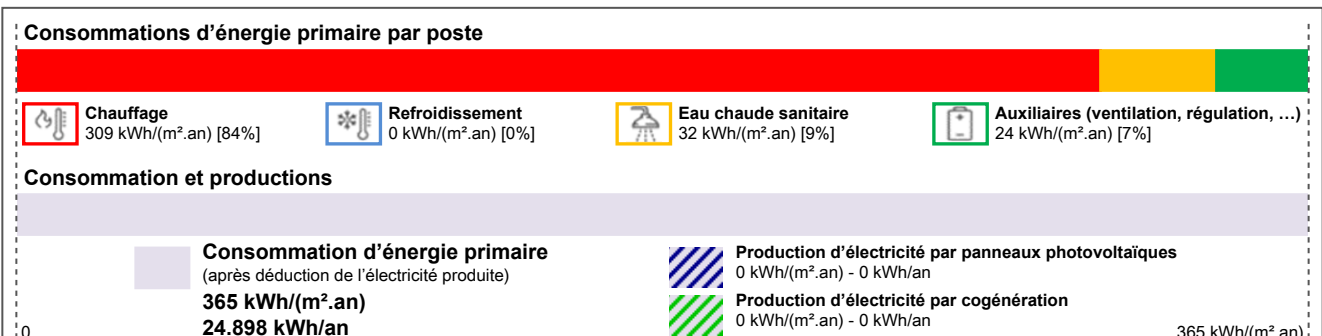 Consommations d’énergie primaire par poste
Chauffage
309 kWh/(m².an) [84%]
Refroidissement
0 kWh/(m².an) [0%]
Eau chaude sanitaire
32 kWh/(m².an) [9%]
Auxiliaires (ventilation, régulation, …)
24 kWh/(m².an) [7%]
Consommation et productions
Consommation d’énergie primaire
(après déduction de l’électricité produite)
365 kWh/(m².an)
24.898 kWh/an
Production d’électricité par panneaux photovoltaïques
0 kWh/(m².an) - 0 kWh/an
Production d’électricité par cogénération
0 kWh/(m².an) - 0 kWh/an
0
365 kWh/(m².an)